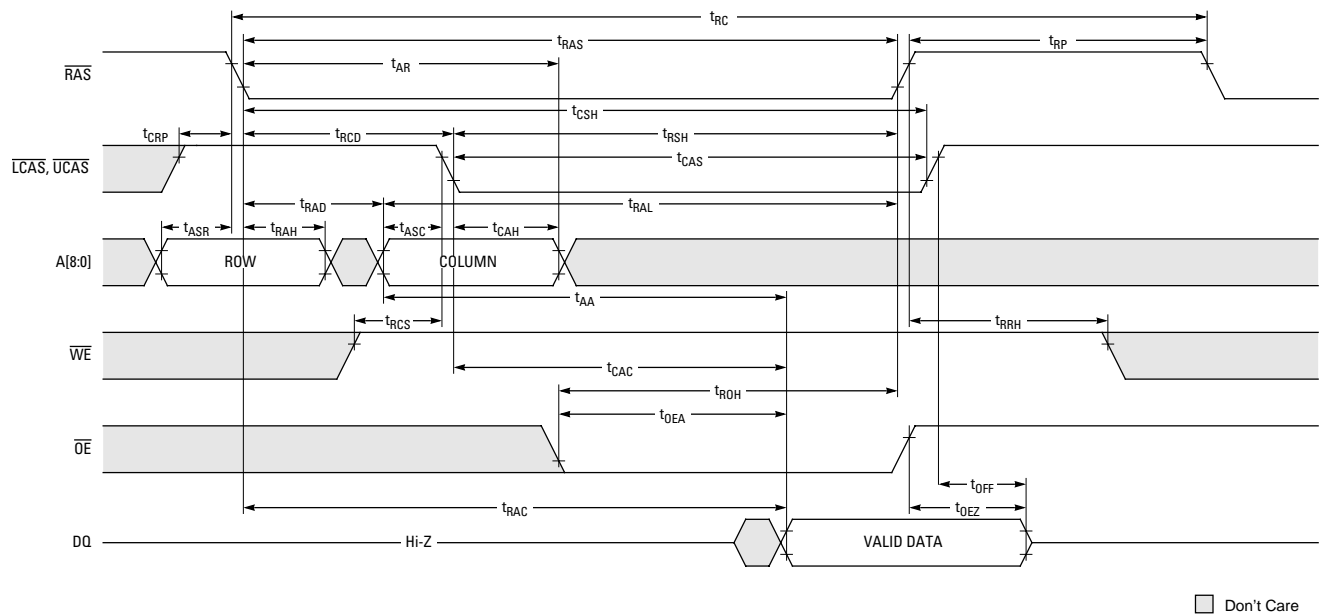 tRC
tRAS
tRP
tAR
RAS
tCSH
tCRP
tRCD
tRSH
LCAS, UCAS
tCAS
tRAD
tRAL
tASR
tRAH
tASC
tCAH
A[8:0]
ROW
COLUMN
tAA
tRCS
tRRH
WE
tCAC
tROH
tOEA
OE
tOFF
tRAC
tOEZ
DQ
Hi-Z
VALID DATA
Don't Care